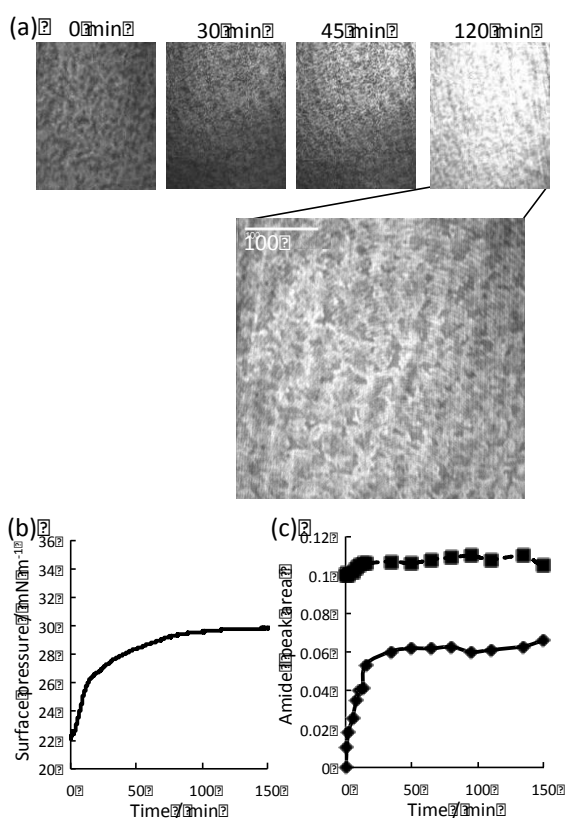 (a) 0 min 30 min 45 min 120 min
100
(b) (c)
Surface pressure / mN m⁻¹
36
34
32
30
28
26
24
22
20
0 50 100 150
Time / min
Amide I peak area
0.12
0.1
0.08
0.06
0.04
0.02
0
0 50 100 150
Time / min